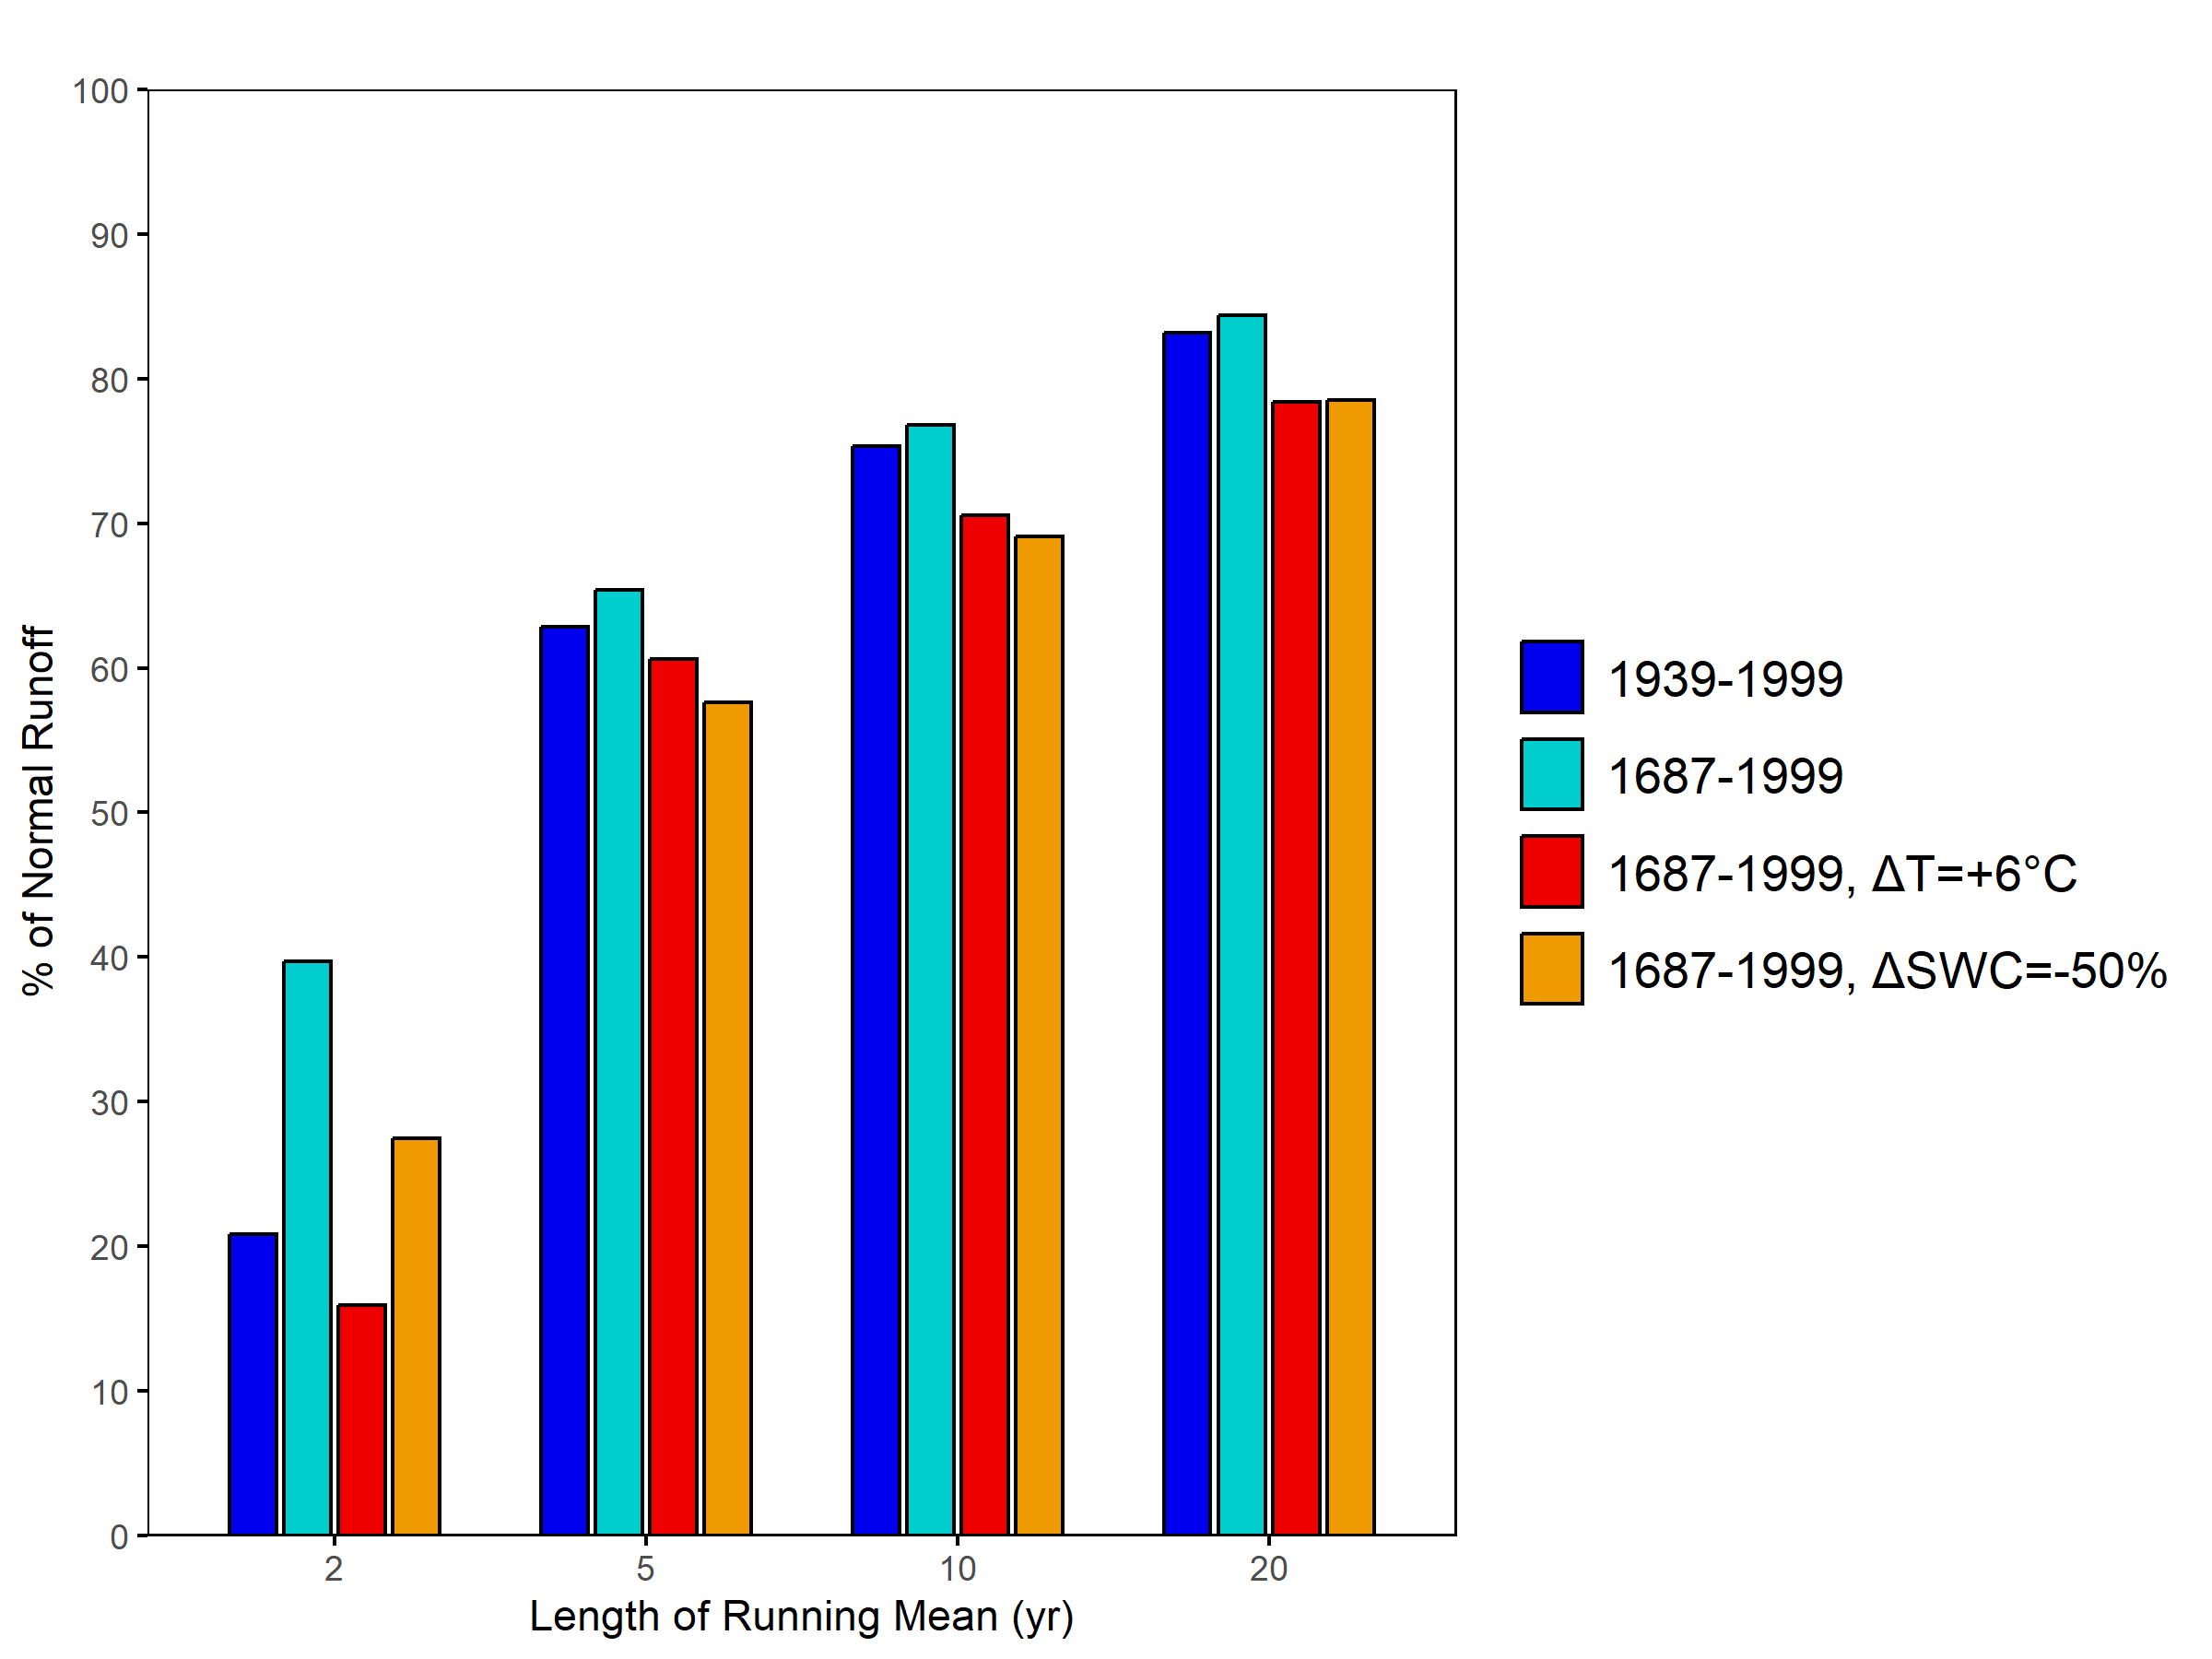 100
90
80
70
60
50
40
30
20
10
0
% of Normal Runoff
2 5 10 20
Length of Running Mean (yr)
1939-1999
1687-1999
1687-1999, ΔT=+6°C
1687-1999, ΔSWC=-50%